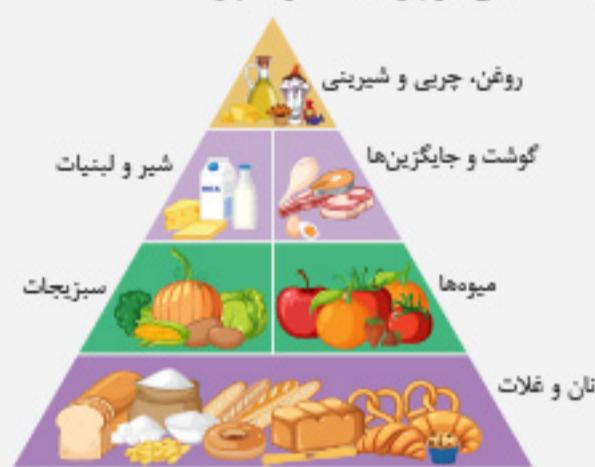 روغن، چربی و شیرینی
گوشت و جایگزین‌ها
شیر و لبنیات
میوه‌ها
سبزیجات
نان و غلات